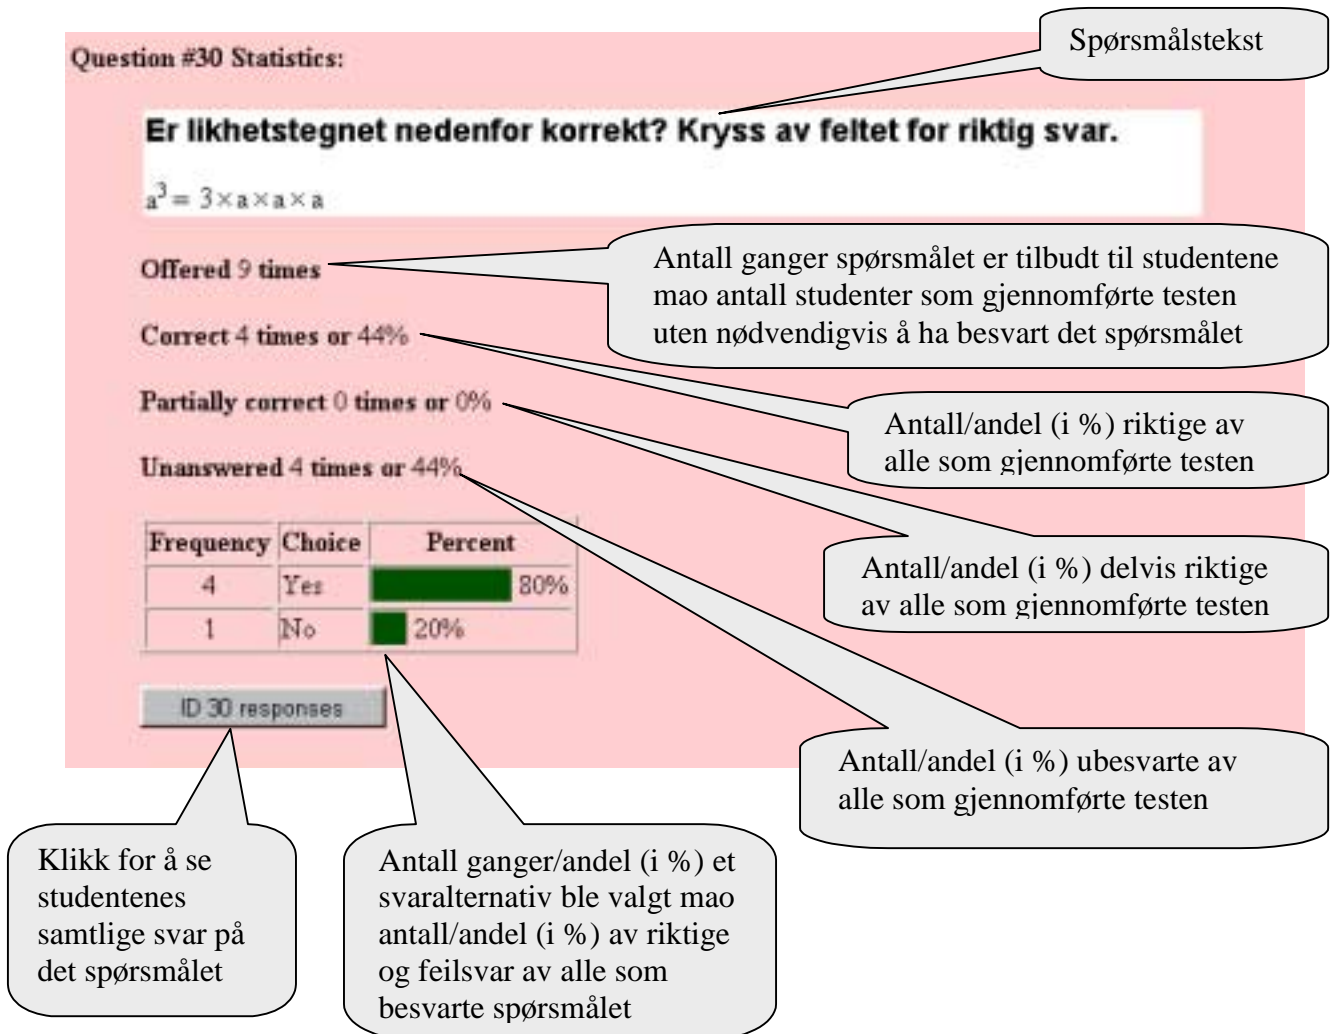 Spørsmålstekst
Question #30 Statistics:
Er likhetstegnet nedenfor korrekt? Kryss av feltet for riktig svar.
a³ = 3×a×a×a
Offered 9 times
Antall ganger spørsmålet er tilbudt til studentene
mao antall studenter som gjennomførte testen
uten nødvendigvis å ha besvart det spørsmålet
Correct 4 times or 44%
Partially correct 0 times or 0%
Antall/andel (i %) riktige av
alle som gjennomførte testen
Unanswered 4 times or 44%
Frequency Choice Percent
4 Yes 80%
1 No 20%
Antall/andel (i %) delvis riktige
av alle som gjennomførte testen
ID 30 responses
Antall/andel (i %) ubesvarte av
alle som gjennomførte testen
Klikk for å se
studentenes
samtlige svar på
det spørsmålet
Antall ganger/andel (i %) et
svaralternativ ble valgt mao
antall/andel (i %) av riktige
og feilsvar av alle som
besvarte spørsmålet